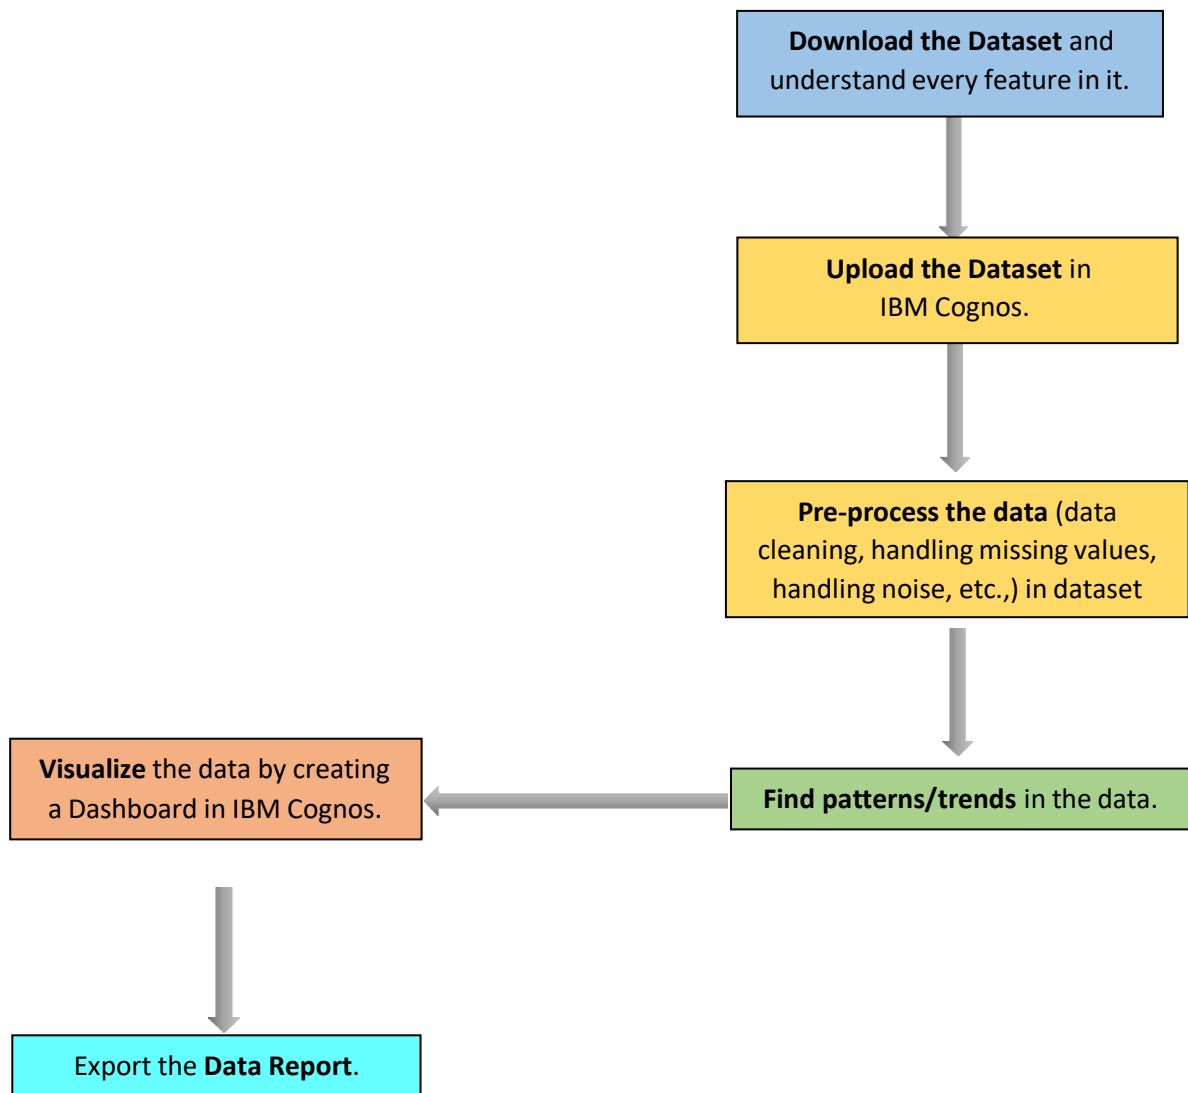 Download the Dataset and
understand every feature in it.
Upload the Dataset in
IBM Cognos.
Pre-process the data (data
cleaning, handling missing values,
handling noise, etc.,) in dataset
Find patterns/trends in the data.
Visualize the data by creating
a Dashboard in IBM Cognos.
Export the Data Report.